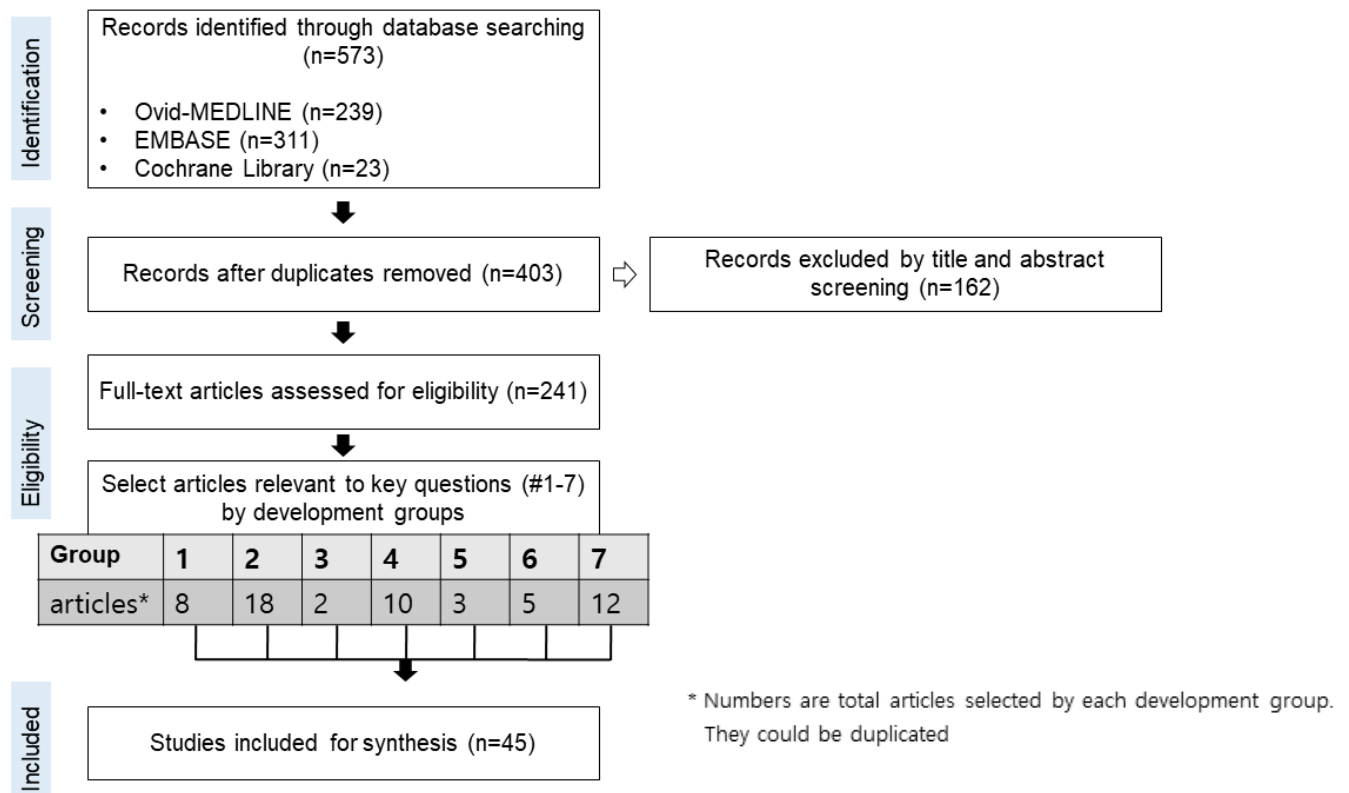 Identification
Records identified through database searching
(n=573)
• Ovid-MEDLINE (n=239)
• EMBASE (n=311)
• Cochrane Library (n=23)
Screening
Records after duplicates removed (n=403)
Records excluded by title and abstract
screening (n=162)
Eligibility
Full-text articles assessed for eligibility (n=241)
Select articles relevant to key questions (#1-7)
by development groups
Group 1 2 3 4 5 6 7
articles* 8 18 2 10 3 5 12
Included
Studies included for synthesis (n=45)
* Numbers are total articles selected by each development group.
They could be duplicated